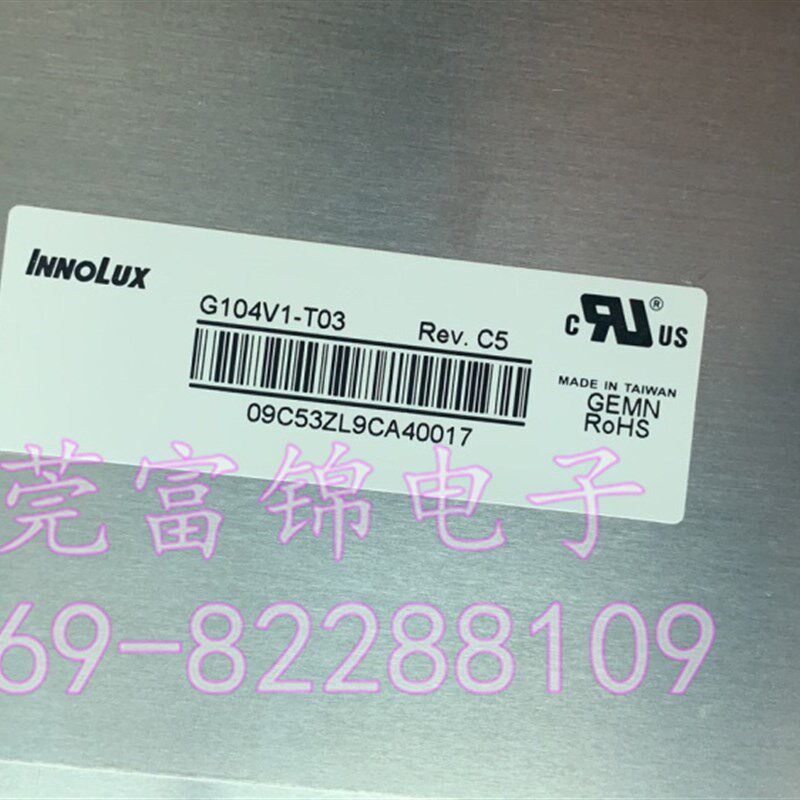 INNOLUX
G104V1-T03 Rev. C5
09C53ZL9CA40017
c RU ® US
MADE IN TAIWAN
GEMN
RoHS
莞富锦电子
69-82288109